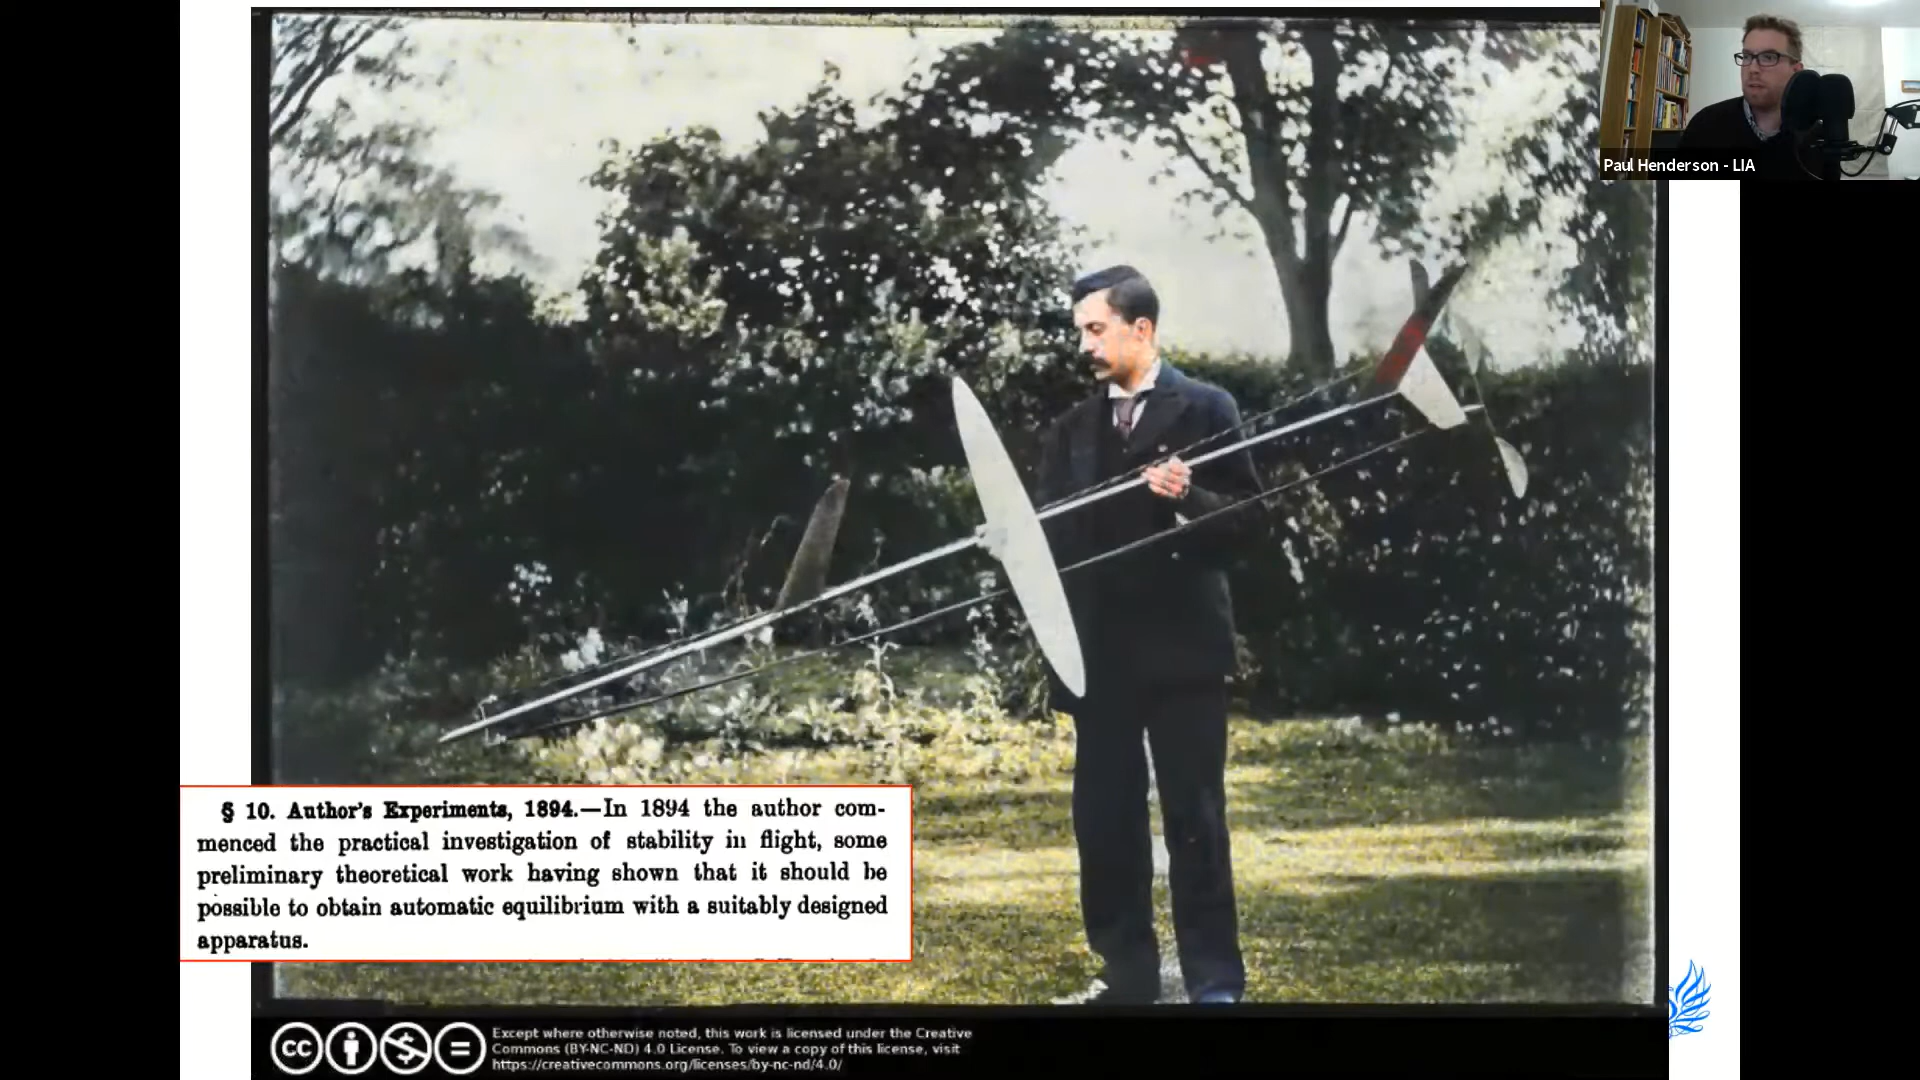 Paul Henderson - LIA
§ 10. Author's Experiments, 1894.—In 1894 the author com-
menced the practical investigation of stability in flight, some
preliminary theoretical work having shown that it should be
possible to obtain automatic equilibrium with a suitably designed
apparatus.
cc
Except where otherwise noted, this work is licensed under the Creative
Commons (BY-NC-ND) 4.0 License. To view a copy of this license, visit
https://creativecommons.org/licenses/by-nc-nd/4.0/